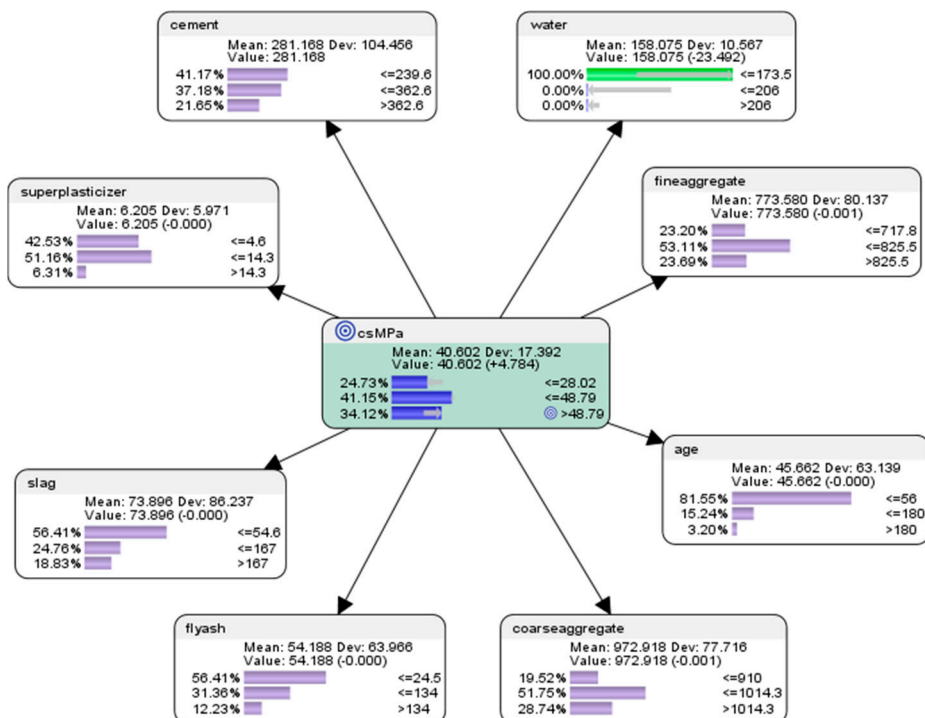 cement
Mean: 281.168 Dev: 104.456
Value: 281.168
41.17% <=239.6
37.18% <=362.6
21.65% >362.6
water
Mean: 158.075 Dev: 10.567
Value: 158.075 (-23.492)
100.00% <=173.5
0.00% <=206
0.00% >206
superplasticizer
Mean: 6.205 Dev: 5.971
Value: 6.205 (-0.000)
42.53% <=4.6
51.16% <=14.3
6.31% >14.3
fineaggregate
Mean: 773.580 Dev: 80.137
Value: 773.580 (-0.001)
23.20% <=717.8
53.11% <=825.5
23.69% >825.5
csMPa
Mean: 40.602 Dev: 17.392
Value: 40.602 (+4.784)
24.73% <=28.02
41.15% <=48.79
34.12% >48.79
slag
Mean: 73.896 Dev: 86.237
Value: 73.896 (-0.000)
56.41% <=54.6
24.76% <=167
18.83% >167
age
Mean: 45.662 Dev: 63.139
Value: 45.662 (-0.000)
81.55% <=56
15.24% <=180
3.20% >180
flyash
Mean: 54.188 Dev: 63.966
Value: 54.188 (-0.000)
56.41% <=24.5
31.36% <=134
12.23% >134
coarseaggregate
Mean: 972.918 Dev: 77.716
Value: 972.918 (-0.001)
19.52% <=910
51.75% <=1014.3
28.74% >1014.3